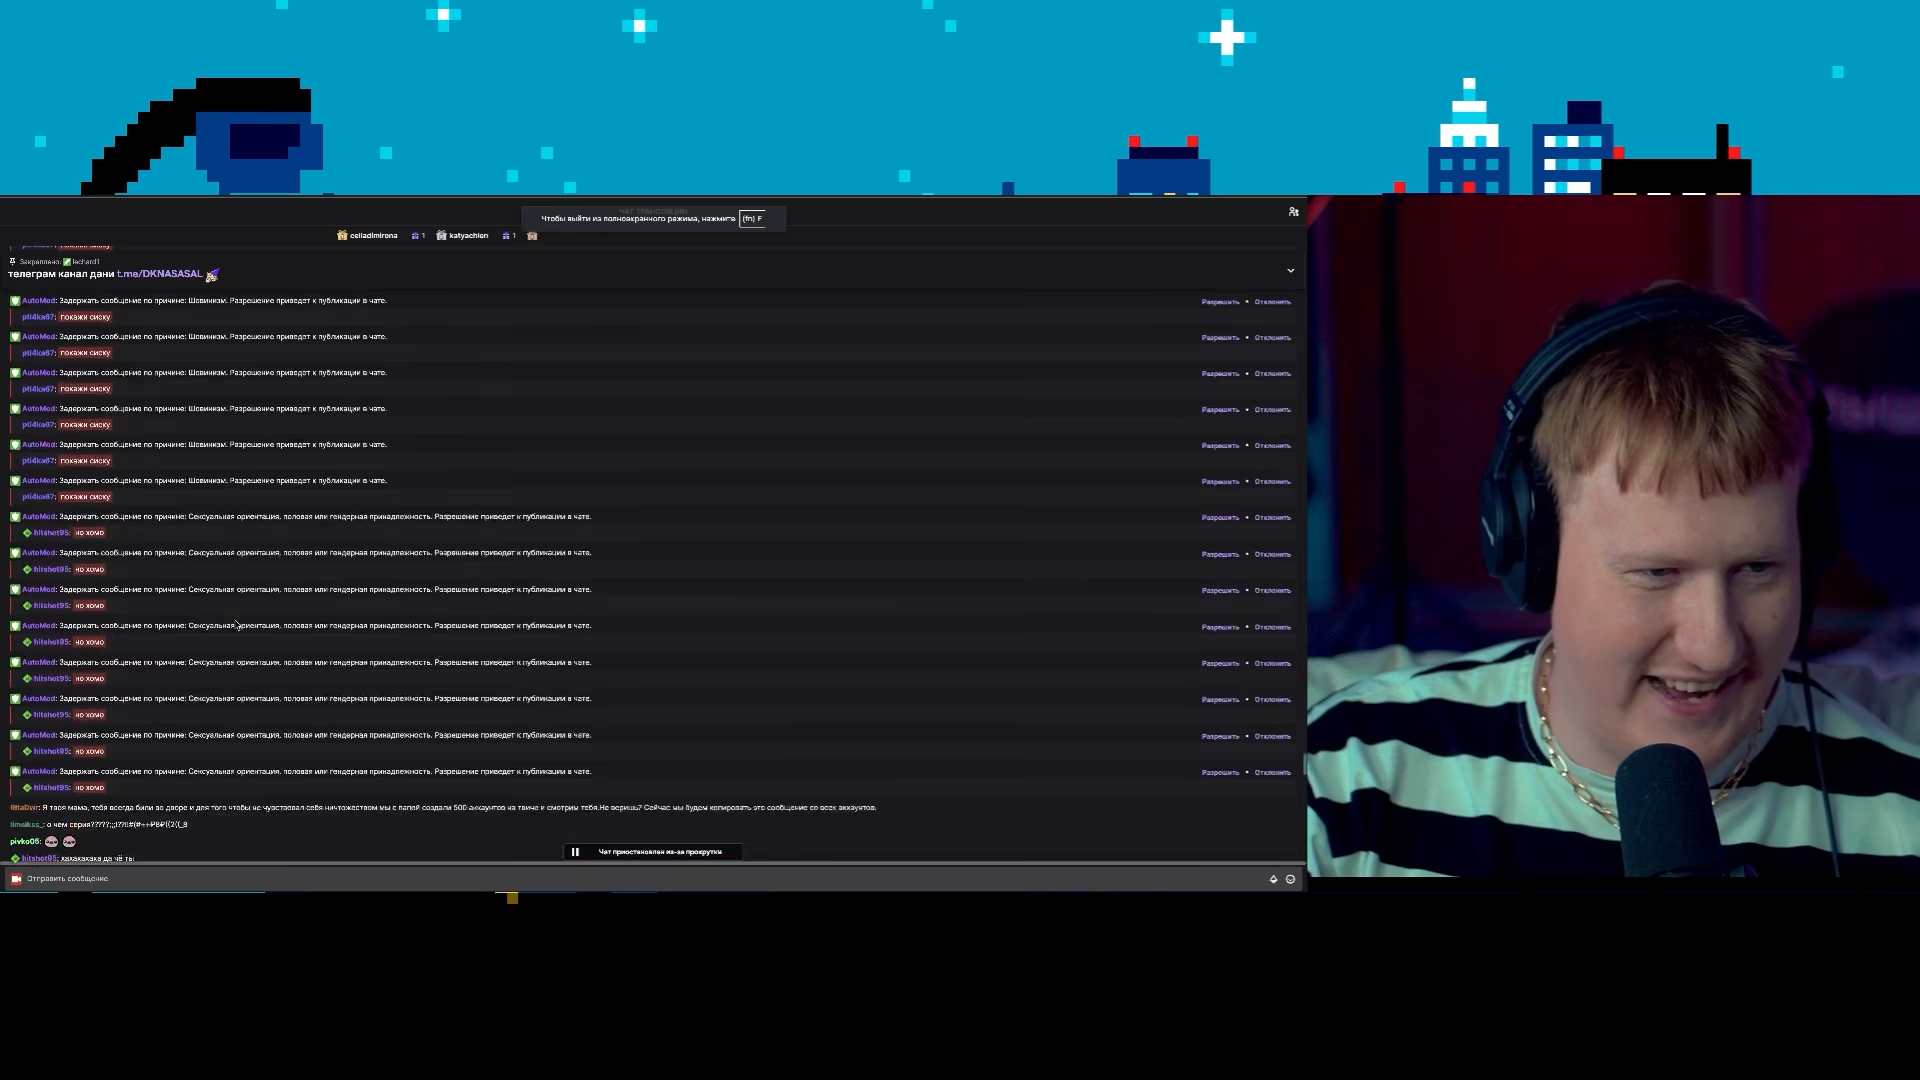 Чтобы выйти из полноэкранного режима, нажмите (fn) F
celladimirona 1 katyachlen 1
Закреплено: lechard1
телеграм канал дани t.me/DKNASASAL
AutoMod: Задержать сообщение по причине: Шовинизм. Разрешение приведет к публикации в чате. Разрешить • Отклонить
pti4ka67: покажи сиску
AutoMod: Задержать сообщение по причине: Шовинизм. Разрешение приведет к публикации в чате. Разрешить • Отклонить
pti4ka67: покажи сиску
AutoMod: Задержать сообщение по причине: Шовинизм. Разрешение приведет к публикации в чате. Разрешить • Отклонить
pti4ka67: покажи сиску
AutoMod: Задержать сообщение по причине: Шовинизм. Разрешение приведет к публикации в чате. Разрешить • Отклонить
pti4ka67: покажи сиску
AutoMod: Задержать сообщение по причине: Шовинизм. Разрешение приведет к публикации в чате. Разрешить • Отклонить
pti4ka67: покажи сиску
AutoMod: Задержать сообщение по причине: Шовинизм. Разрешение приведет к публикации в чате. Разрешить • Отклонить
pti4ka67: покажи сиску
AutoMod: Задержать сообщение по причине: Сексуальная ориентация, половая или гендерная принадлежность. Разрешение приведет к публикации в чате. Разрешить • Отклонить
hitshot95: но хомо
AutoMod: Задержать сообщение по причине: Сексуальная ориентация, половая или гендерная принадлежность. Разрешение приведет к публикации в чате. Разрешить • Отклонить
hitshot95: но хомо
AutoMod: Задержать сообщение по причине: Сексуальная ориентация, половая или гендерная принадлежность. Разрешение приведет к публикации в чате. Разрешить • Отклонить
hitshot95: но хомо
AutoMod: Задержать сообщение по причине: Сексуальная ориентация, половая или гендерная принадлежность. Разрешение приведет к публикации в чате. Разрешить • Отклонить
hitshot95: но хомо
AutoMod: Задержать сообщение по причине: Сексуальная ориентация, половая или гендерная принадлежность. Разрешение приведет к публикации в чате. Разрешить • Отклонить
hitshot95: но хомо
AutoMod: Задержать сообщение по причине: Сексуальная ориентация, половая или гендерная принадлежность. Разрешение приведет к публикации в чате. Разрешить • Отклонить
hitshot95: но хомо
AutoMod: Задержать сообщение по причине: Сексуальная ориентация, половая или гендерная принадлежность. Разрешение приведет к публикации в чате. Разрешить • Отклонить
hitshot95: но хомо
AutoMod: Задержать сообщение по причине: Сексуальная ориентация, половая или гендерная принадлежность. Разрешение приведет к публикации в чате. Разрешить • Отклонить
hitshot95: но хомо
RitaDwr: Я твоя мама, тебя всегда били во дворе и для того чтобы не чувствовал себя ничтожеством мы с папой создали 500 аккаунтов на твиче и смотрим тебя.Не веришь? Сейчас мы будем копировать это сообщение со всех аккаунтов.
limsikss_: о чем серия
pivko05:
hitshot95: хахахахаха да чё ты
Чат приостановлен из-за прокрутки
Отправить сообщение